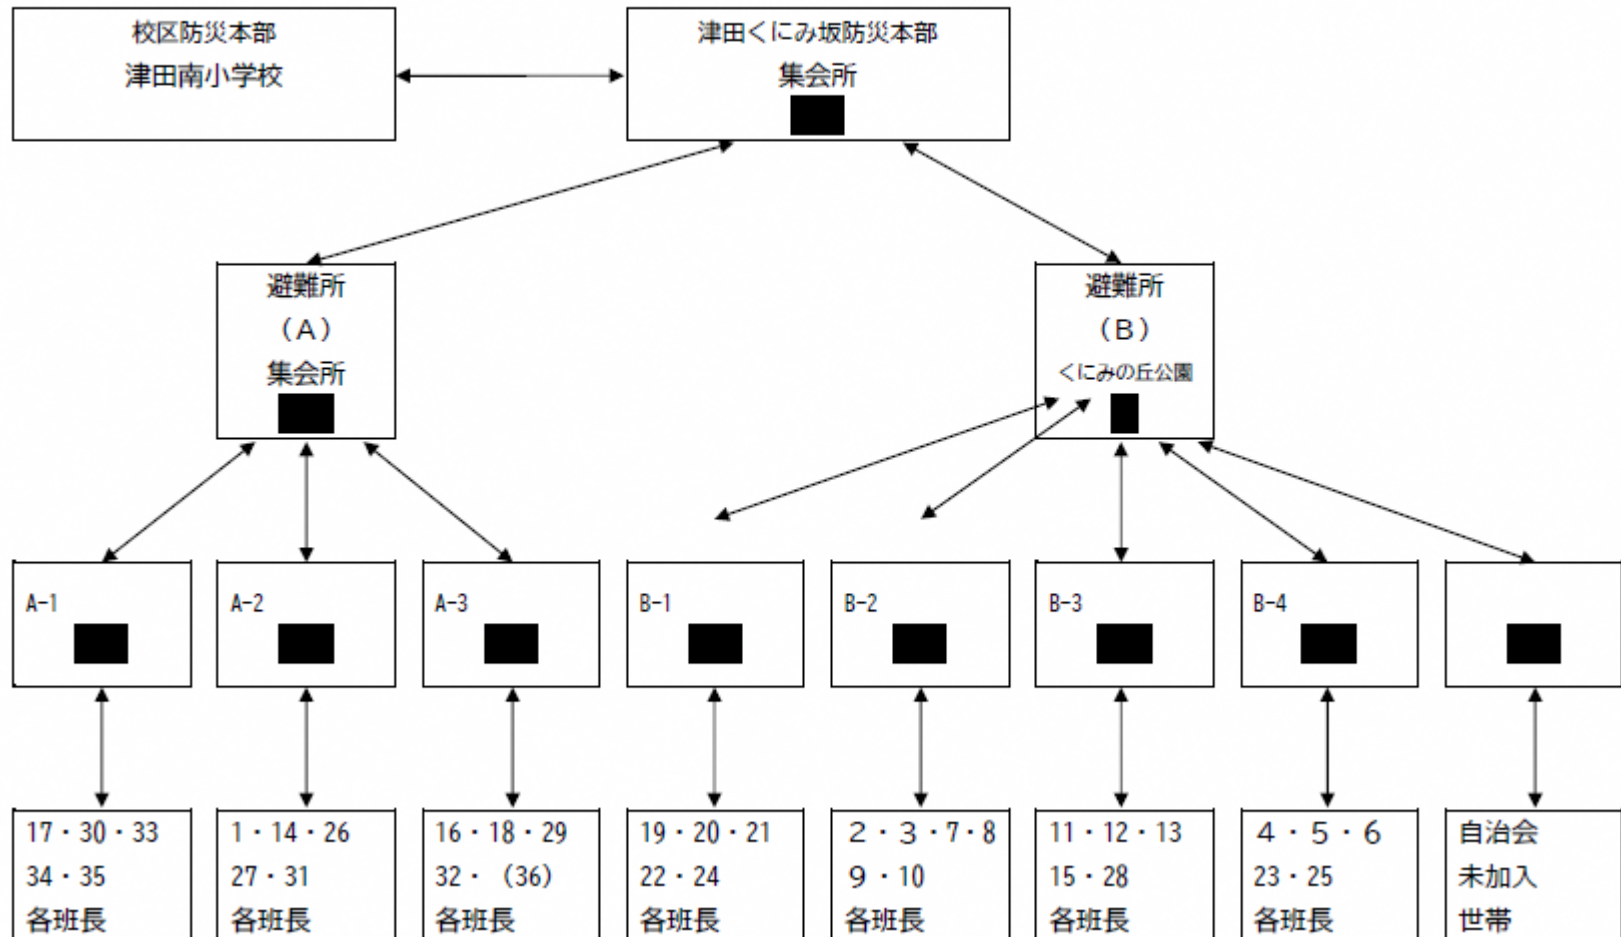 校区防災本部
津田南小学校
津田くにみ坂防災本部
集会所
避難所
（A）
集会所
避難所
（B）
くにみの丘公園
A-1
A-2
A-3
B-1
B-2
B-3
B-4
17・30・33
34・35
各班長
1・14・26
27・31
各班長
16・18・29
32・（36）
各班長
19・20・21
22・24
各班長
２・３・7・8
９・10
各班長
11・12・13
15・28
各班長
４・５・６
23・25
各班長
自治会
未加入
世帯